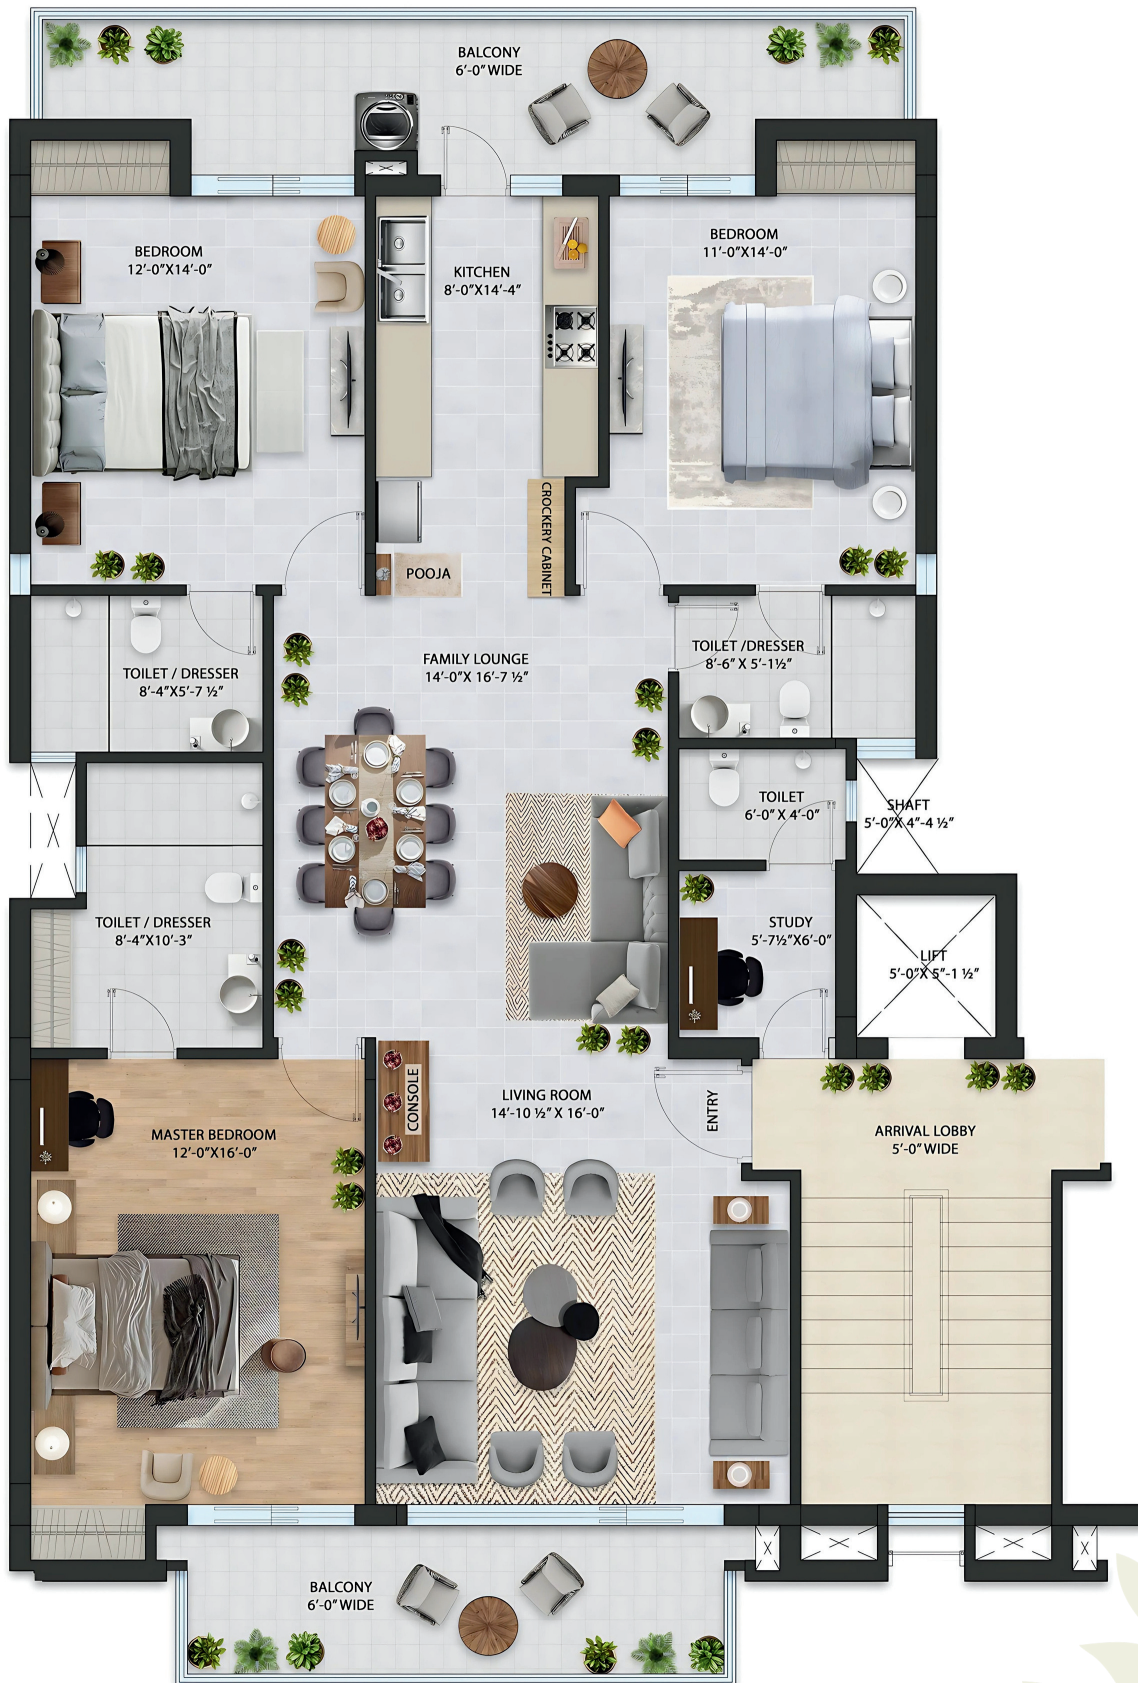 BALCONY
6'-0" WIDE
BEDROOM
12'-0"X14'-0"
KITCHEN
8'-0"X14'-4"
BEDROOM
11'-0"X14'-0"
CROCKERY CABINET
POOJA
TOILET / DRESSER
8'-4"X5'-7 ½"
FAMILY LOUNGE
14'-0"X 16'-7 ½"
TOILET /DRESSER
8'-6" X 5'-1½"
TOILET
6'-0" X 4'-0"
SHAFT
5'-0"X 4"-4 ½"
TOILET / DRESSER
8'-4"X10'-3"
STUDY
5'-7½"X6'-0"
LIFT
5'-0"X 5"-1 ½"
CONSOLE
LIVING ROOM
14'-10 ½" X 16'-0"
ENTRY
MASTER BEDROOM
12'-0"X16'-0"
ARRIVAL LOBBY
5'-0" WIDE
BALCONY
6'-0" WIDE